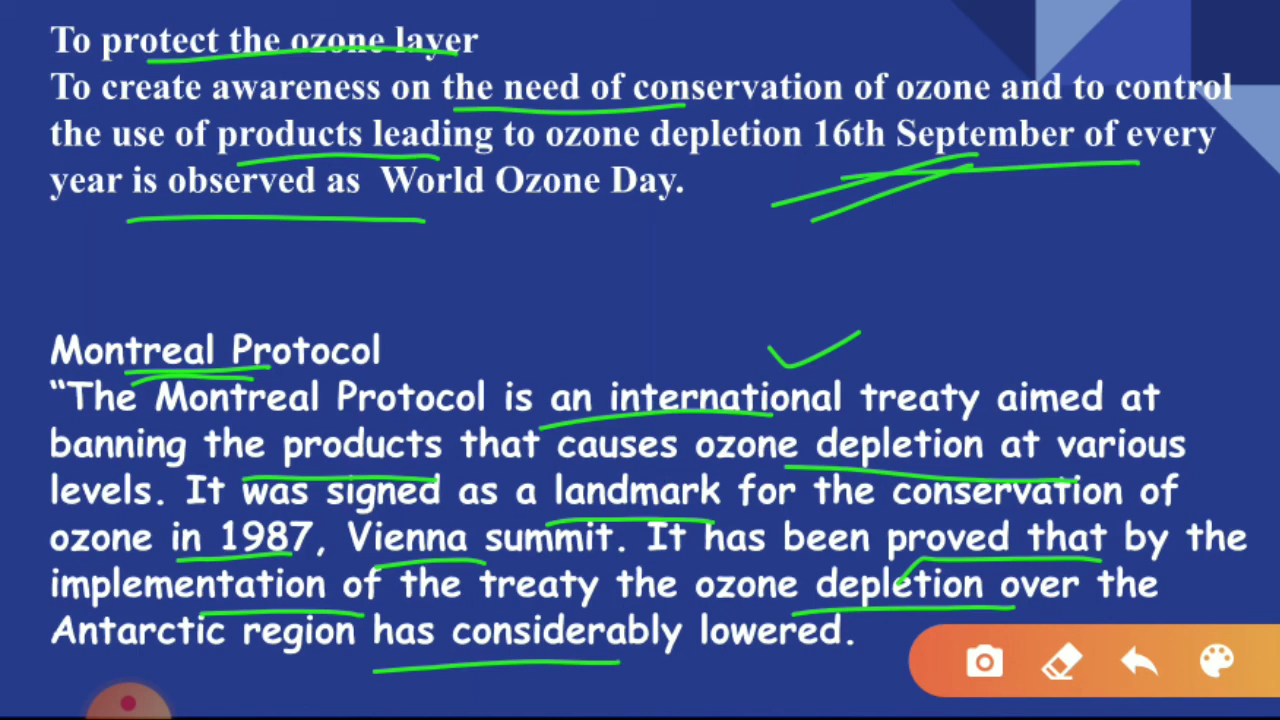 To protect the ozone layer
To create awareness on the need of conservation of ozone and to control
the use of products leading to ozone depletion 16th September of every
year is observed as World Ozone Day.
Montreal Protocol
“The Montreal Protocol is an international treaty aimed at
banning the products that causes ozone depletion at various
levels. It was signed as a landmark for the conservation of
ozone in 1987, Vienna summit. It has been proved that by the
implementation of the treaty the ozone depletion over the
Antarctic region has considerably lowered.